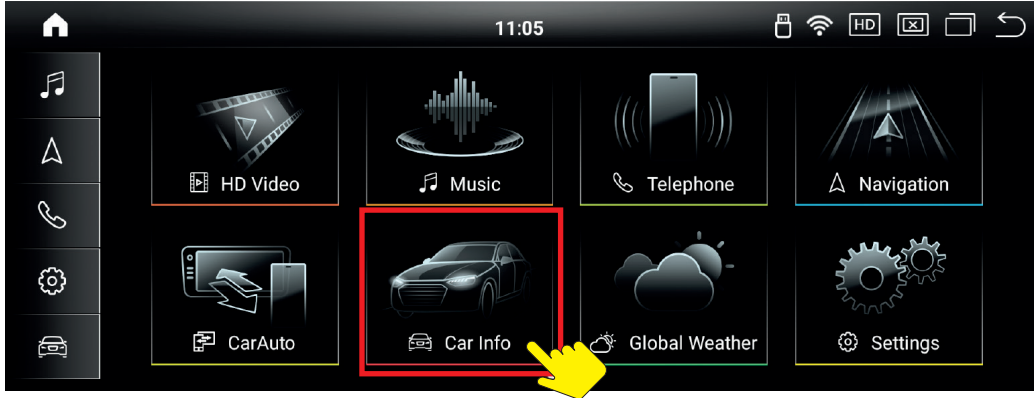 11:05
HD
HD Video
Music
Telephone
Navigation
CarAuto
Car Info
Global Weather
Settings